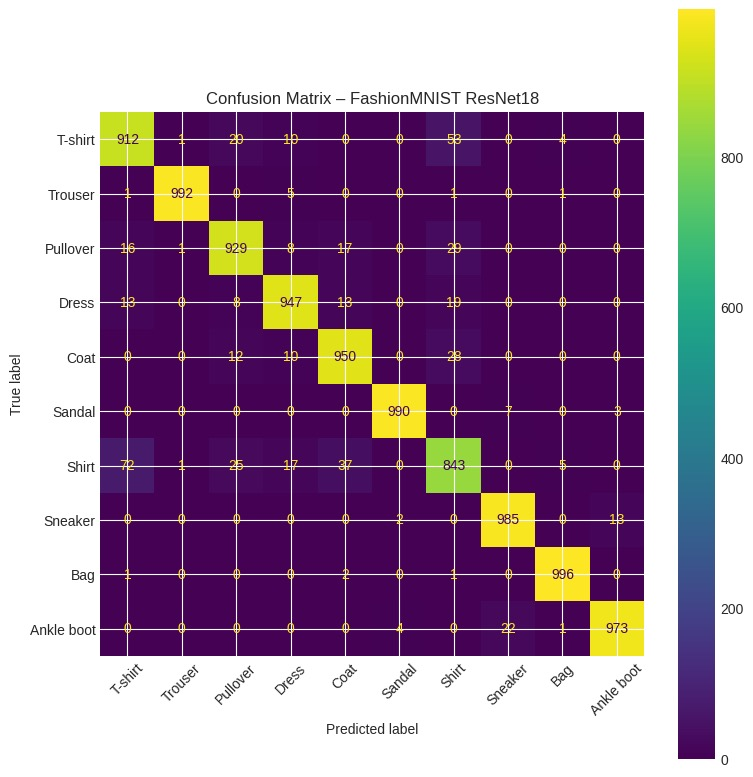 Confusion Matrix – FashionMNIST ResNet18
True label
T-shirt 912 1 20 10 0 0 53 0 4 0
Trouser 1 992 0 5 0 0 1 0 1 0
Pullover 16 1 929 8 17 0 29 0 0 0
Dress 13 0 8 947 13 0 19 0 0 0
Coat 0 0 12 10 950 0 28 0 0 0
Sandal 0 0 0 0 0 990 0 7 0 3
Shirt 72 1 25 17 37 0 843 0 5 0
Sneaker 0 0 0 0 0 2 0 985 0 13
Bag 1 0 0 0 2 0 1 0 996 0
Ankle boot 0 0 0 0 0 4 0 22 1 973
T-shirt Trouser Pullover Dress Coat Sandal Shirt Sneaker Bag Ankle boot
Predicted label
800
600
400
200
0